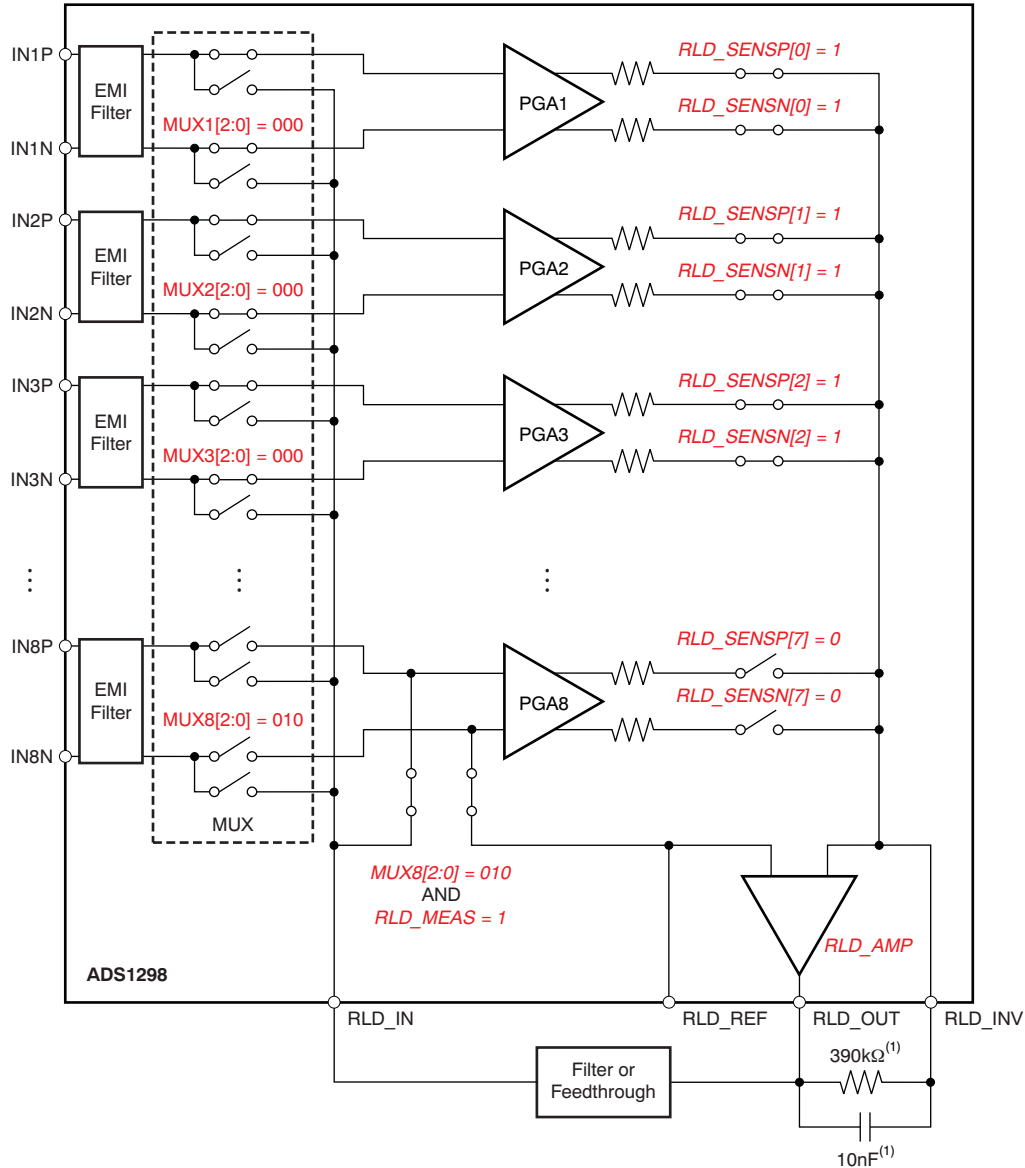 IN1P
EMI
Filter
MUX1[2:0] = 000
IN1N
PGA1
RLD_SENSP[0] = 1
RLD_SENSN[0] = 1
IN2P
EMI
Filter
MUX2[2:0] = 000
IN2N
PGA2
RLD_SENSP[1] = 1
RLD_SENSN[1] = 1
IN3P
EMI
Filter
MUX3[2:0] = 000
IN3N
PGA3
RLD_SENSP[2] = 1
RLD_SENSN[2] = 1
IN8P
EMI
Filter
MUX8[2:0] = 010
IN8N
PGA8
RLD_SENSP[7] = 0
RLD_SENSN[7] = 0
MUX
MUX8[2:0] = 010
AND
RLD_MEAS = 1
RLD_AMP
ADS1298
RLD_IN
RLD_REF
RLD_OUT
RLD_INV
Filter or
Feedthrough
390kΩ(1)
10nF(1)